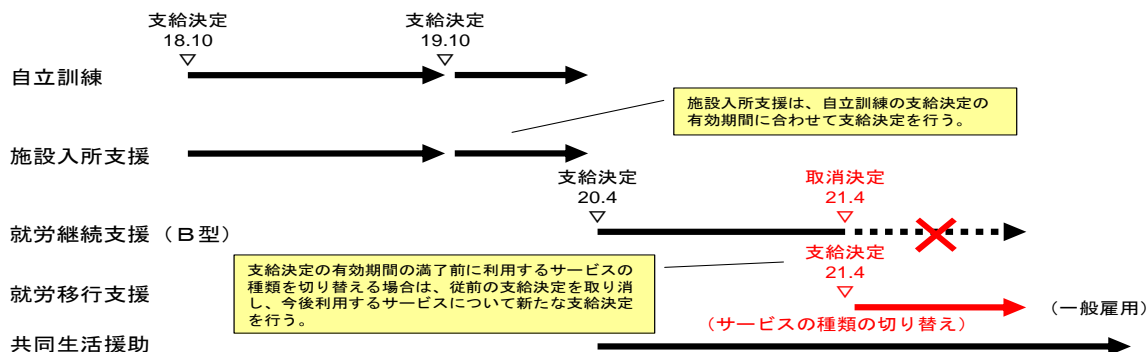 支給決定
18.10
▽
支給決定
19.10
▽
自立訓練
施設入所支援は、自立訓練の支給決定の
有効期間に合わせて支給決定を行う。
施設入所支援
支給決定
20.4
▽
取消決定
21.4
▽
就労継続支援（Ｂ型）
支給決定の有効期間の満了前に利用するサービスの
種類を切り替える場合は、従前の支給決定を取り消
し、今後利用するサービスについて新たな支給決定
を行う。
支給決定
21.4
▽
就労移行支援
（一般雇用）
（サービスの種類の切り替え）
共同生活援助